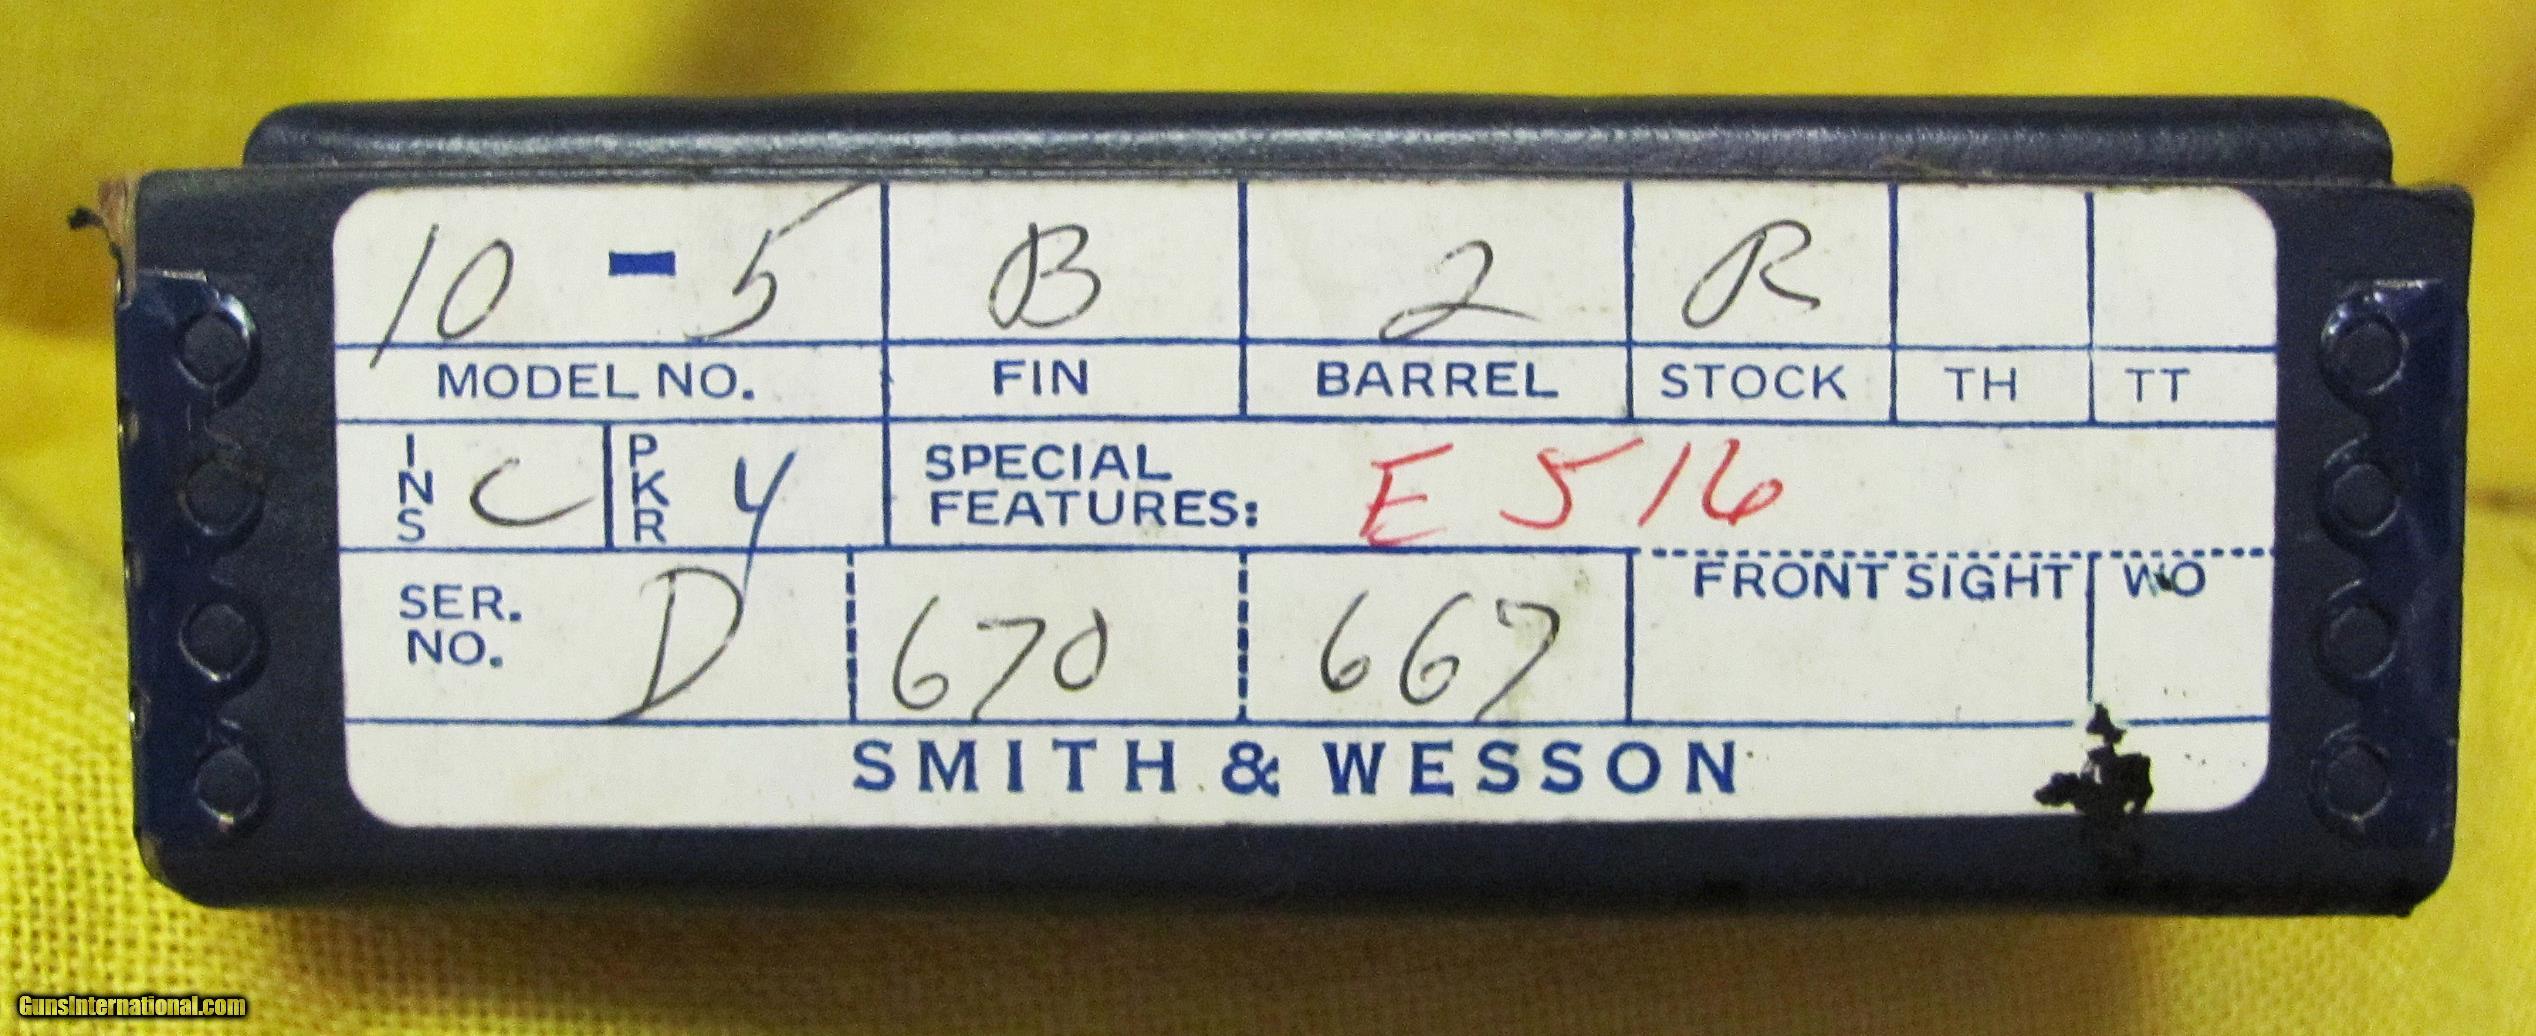 10 - 5 B 2 R
MODEL NO. FIN BARREL STOCK TH TT
INS C PKR y SPECIAL FEATURES: E 516
SER. NO. D 670 667 FRONT SIGHT WO
SMITH & WESSON
GunsInternational.com